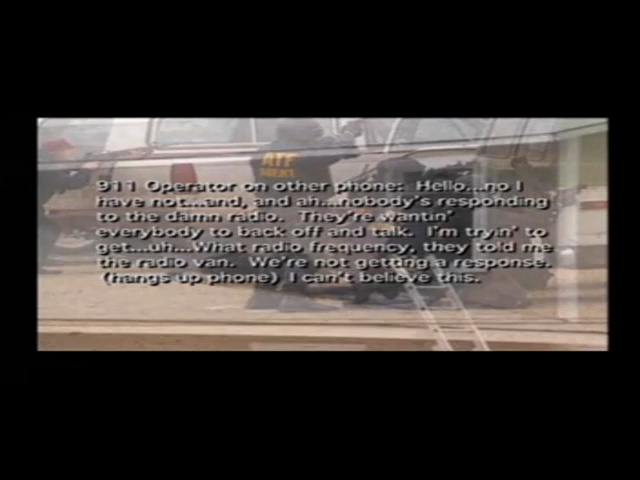 ATF
AGENT
911 Operator on other phone: Hello...no I
have not...and, and ah...nobody's responding
to the damn radio. They're wantin'
everybody to back off and talk. I'm tryin' to
get...uh....What radio frequency, they told me
the radio van. We're not getting a response.
(hangs up phone) I can't believe this.